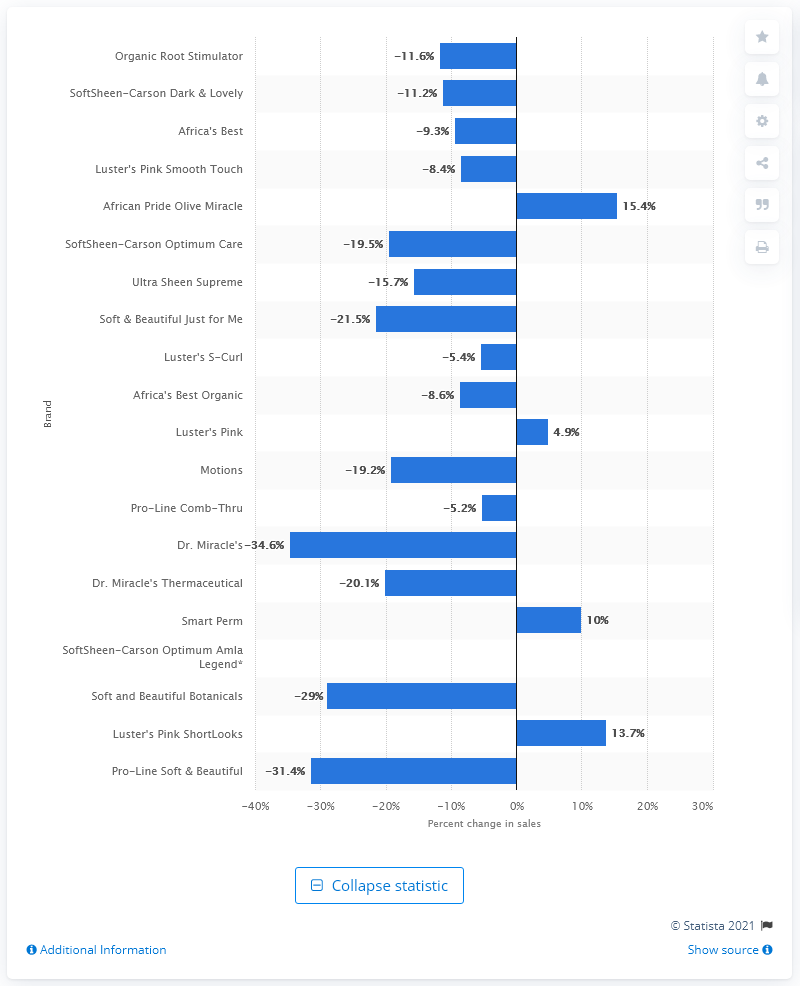 Organic Root Stimulator −11.6%
SoftSheen-Carson Dark & Lovely −11.2%
Africa's Best −9.3%
Luster's Pink Smooth Touch −8.4%
African Pride Olive Miracle 15.4%
SoftSheen-Carson Optimum Care −19.5%
Ultra Sheen Supreme −15.7%
Soft & Beautiful Just for Me −21.5%
Luster's S-Curl −5.4%
Africa's Best Organic −8.6%
Brand
Luster's Pink 4.9%
Motions −19.2%
Pro-Line Comb-Thru −5.2%
Dr. Miracle's −34.6%
Dr. Miracle's Thermaceutical −20.1%
Smart Perm 10%
SoftSheen-Carson Optimum Amla
Legend*
Soft and Beautiful Botanicals −29%
Luster's Pink ShortLooks 13.7%
Pro-Line Soft & Beautiful −31.4%
−40% −30% −20% −10% 0% 10% 20% 30%
Percent change in sales
Collapse statistic
© Statista 2021
Additional Information Show source